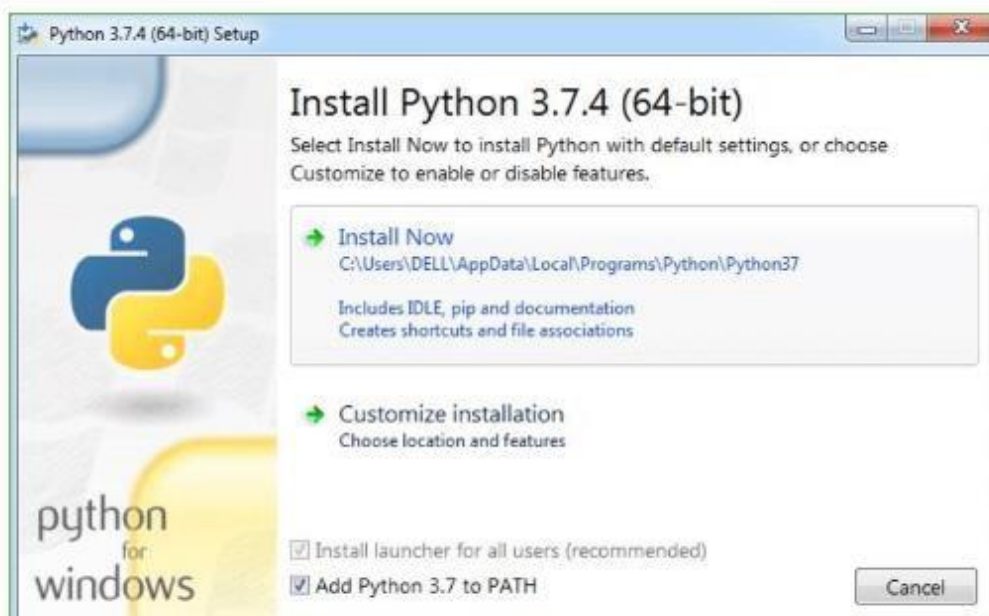 Python 3.7.4 (64-bit) Setup
Install Python 3.7.4 (64-bit)
Select Install Now to install Python with default settings, or choose
Customize to enable or disable features.
Install Now
C:\Users\DELL\AppData\Local\Programs\Python\Python37
Includes IDLE, pip and documentation
Creates shortcuts and file associations
Customize installation
Choose location and features
python
for
windows
Install launcher for all users (recommended)
Add Python 3.7 to PATH
Cancel